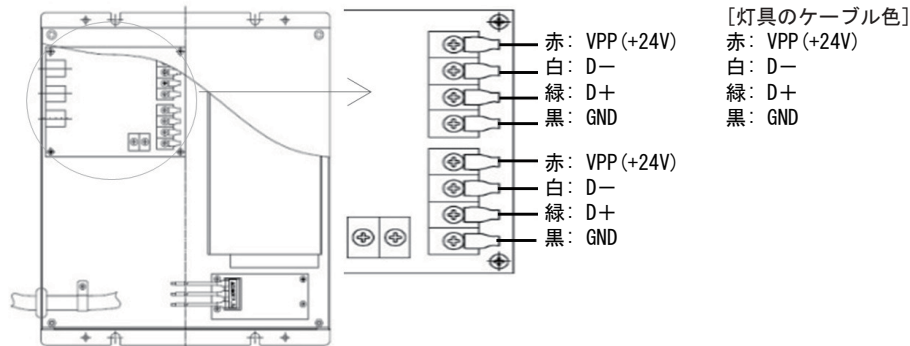 [灯具のケーブル色]
赤: VPP(+24V)
白: D－
緑: D＋
黒: GND
赤: VPP(+24V)
白: D－
緑: D＋
黒: GND
赤: VPP(+24V)
白: D－
緑: D＋
黒: GND